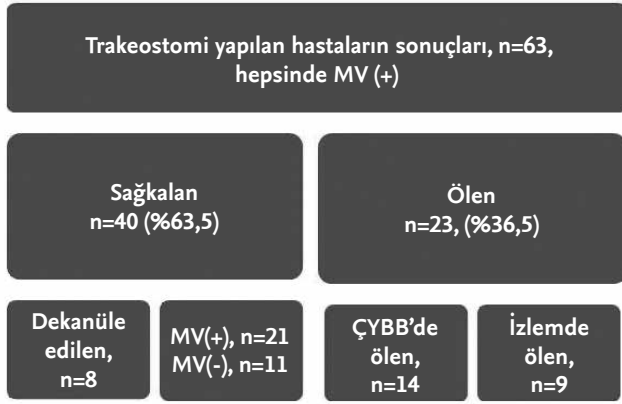 Trakeostomi yapılan hastaların sonuçları, n=63,
hepsinde MV (+)
Sağkalan
n=40 (%63,5)
Ölen
n=23, (%36,5)
Dekanüle
edilen,
n=8
MV(+), n=21
MV(-), n=11
ÇYBB’de
ölen,
n=14
İzlemde
ölen,
n=9